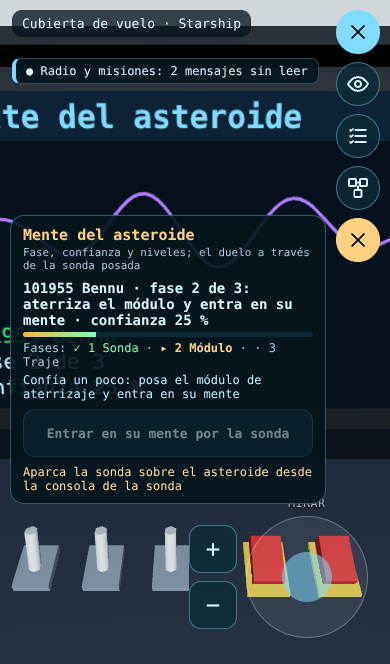 Cubierta de vuelo · Starship
● Radio y misiones: 2 mensajes sin leer
te del asteroide
Mente del asteroide
Fase, confianza y niveles; el duelo a través
de la sonda posada
101955 Bennu · fase 2 de 3:
aterriza el módulo y entra en su
mente · confianza 25 %
Fases: ✓ 1 Sonda · ▸ 2 Módulo · · 3
Traje
Confía un poco: posa el módulo de
aterrizaje y entra en su mente
Entrar en su mente por la sonda
Aparca la sonda sobre el asteroide desde
la consola de la sonda
MIRAR
+
−